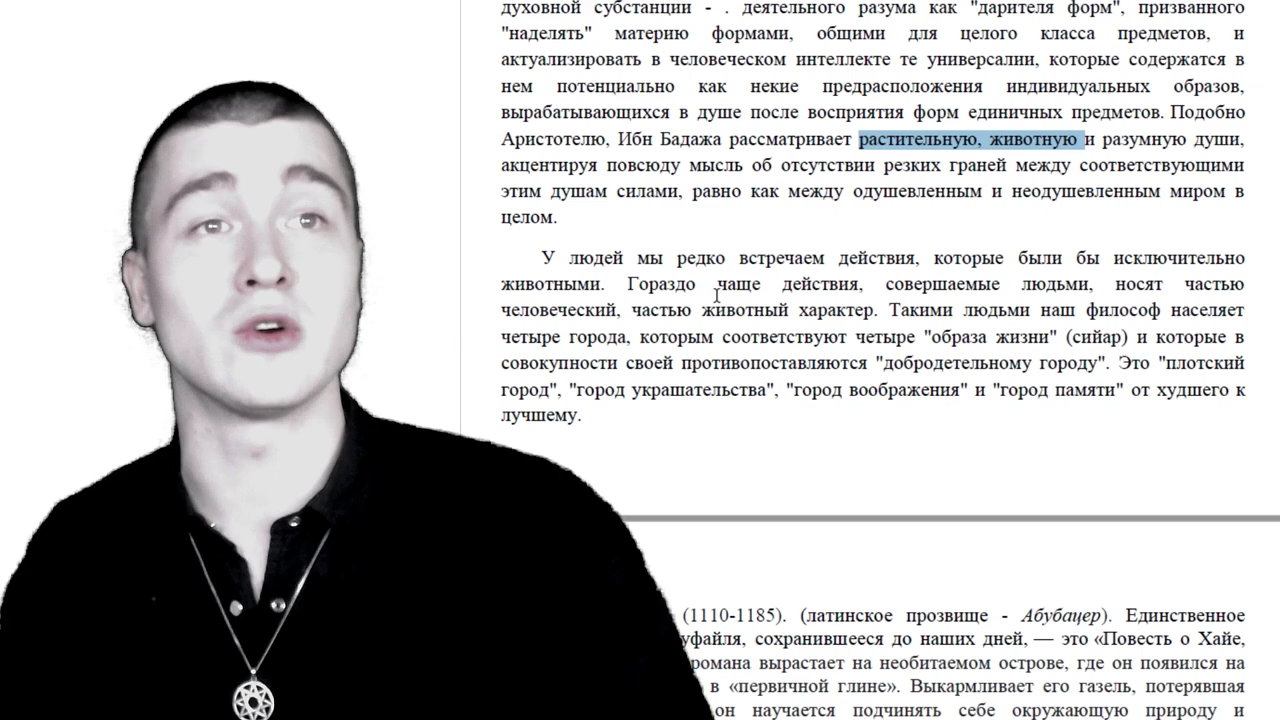 духовной субстанции - . деятельного разума как "дарителя форм", призванного
"наделять" материю формами, общими для целого класса предметов, и
актуализировать в человеческом интеллекте те универсалии, которые содержатся в
нем потенциально как некие предрасположения индивидуальных образов,
вырабатывающихся в душе после восприятия форм единичных предметов. Подобно
Аристотелю, Ибн Бадажа рассматривает растительную, животную и разумную души,
акцентируя повсюду мысль об отсутствии резких граней между соответствующими
этим душам силами, равно как между одушевленным и неодушевленным миром в
целом.
У людей мы редко встречаем действия, которые были бы исключительно
животными. Гораздо чаще действия, совершаемые людьми, носят частью
человеческий, частью животный характер. Такими людьми наш философ населяет
четыре города, которым соответствуют четыре "образа жизни" (сийар) и которые в
совокупности своей противопоставляются "добродетельному городу". Это "плотский
город", "город украшательства", "город воображения" и "город памяти" от худшего к
лучшему.
(1110-1185). (латинское прозвище - Абубацер). Единственное
уфайля, сохранившееся до наших дней, — это «Повесть о Хайе,
романа вырастает на необитаемом острове, где он появился на
в «первичной глине». Выкармливает его газель, потерявшая
он научается подчинять себе окружающую природу и